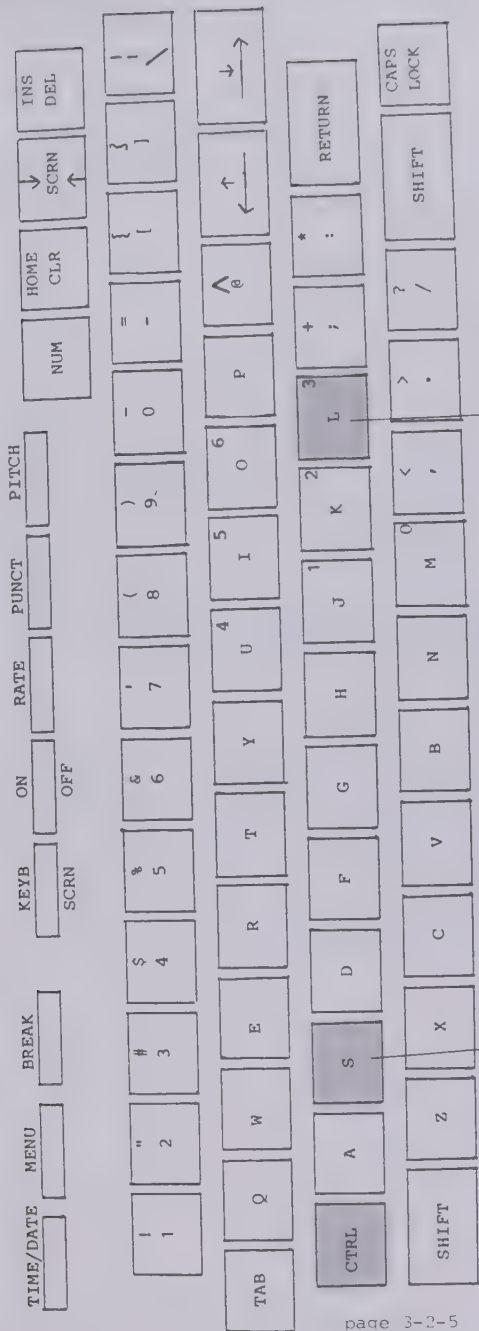 TIME/DATE MENU BREAK KEYB ON RATE PUNCT PITCH
SCRN OFF
HOME ↓ INS
NUM CLR SCRN DEL
↑
! " # $ % & ' ( ) _ = { } ¦
1 2 3 4 5 6 7 8 9 0 - [ ] \
4 5 6 ^ ↑ ↓
TAB Q W E R T Y U I O P @ ← →
1 2 3 + *
CTRL A S D F G H J K L ; : RETURN
0 < > ? CAPS
SHIFT Z X C V B N M , . / SHIFT LOCK
page 3-2-5